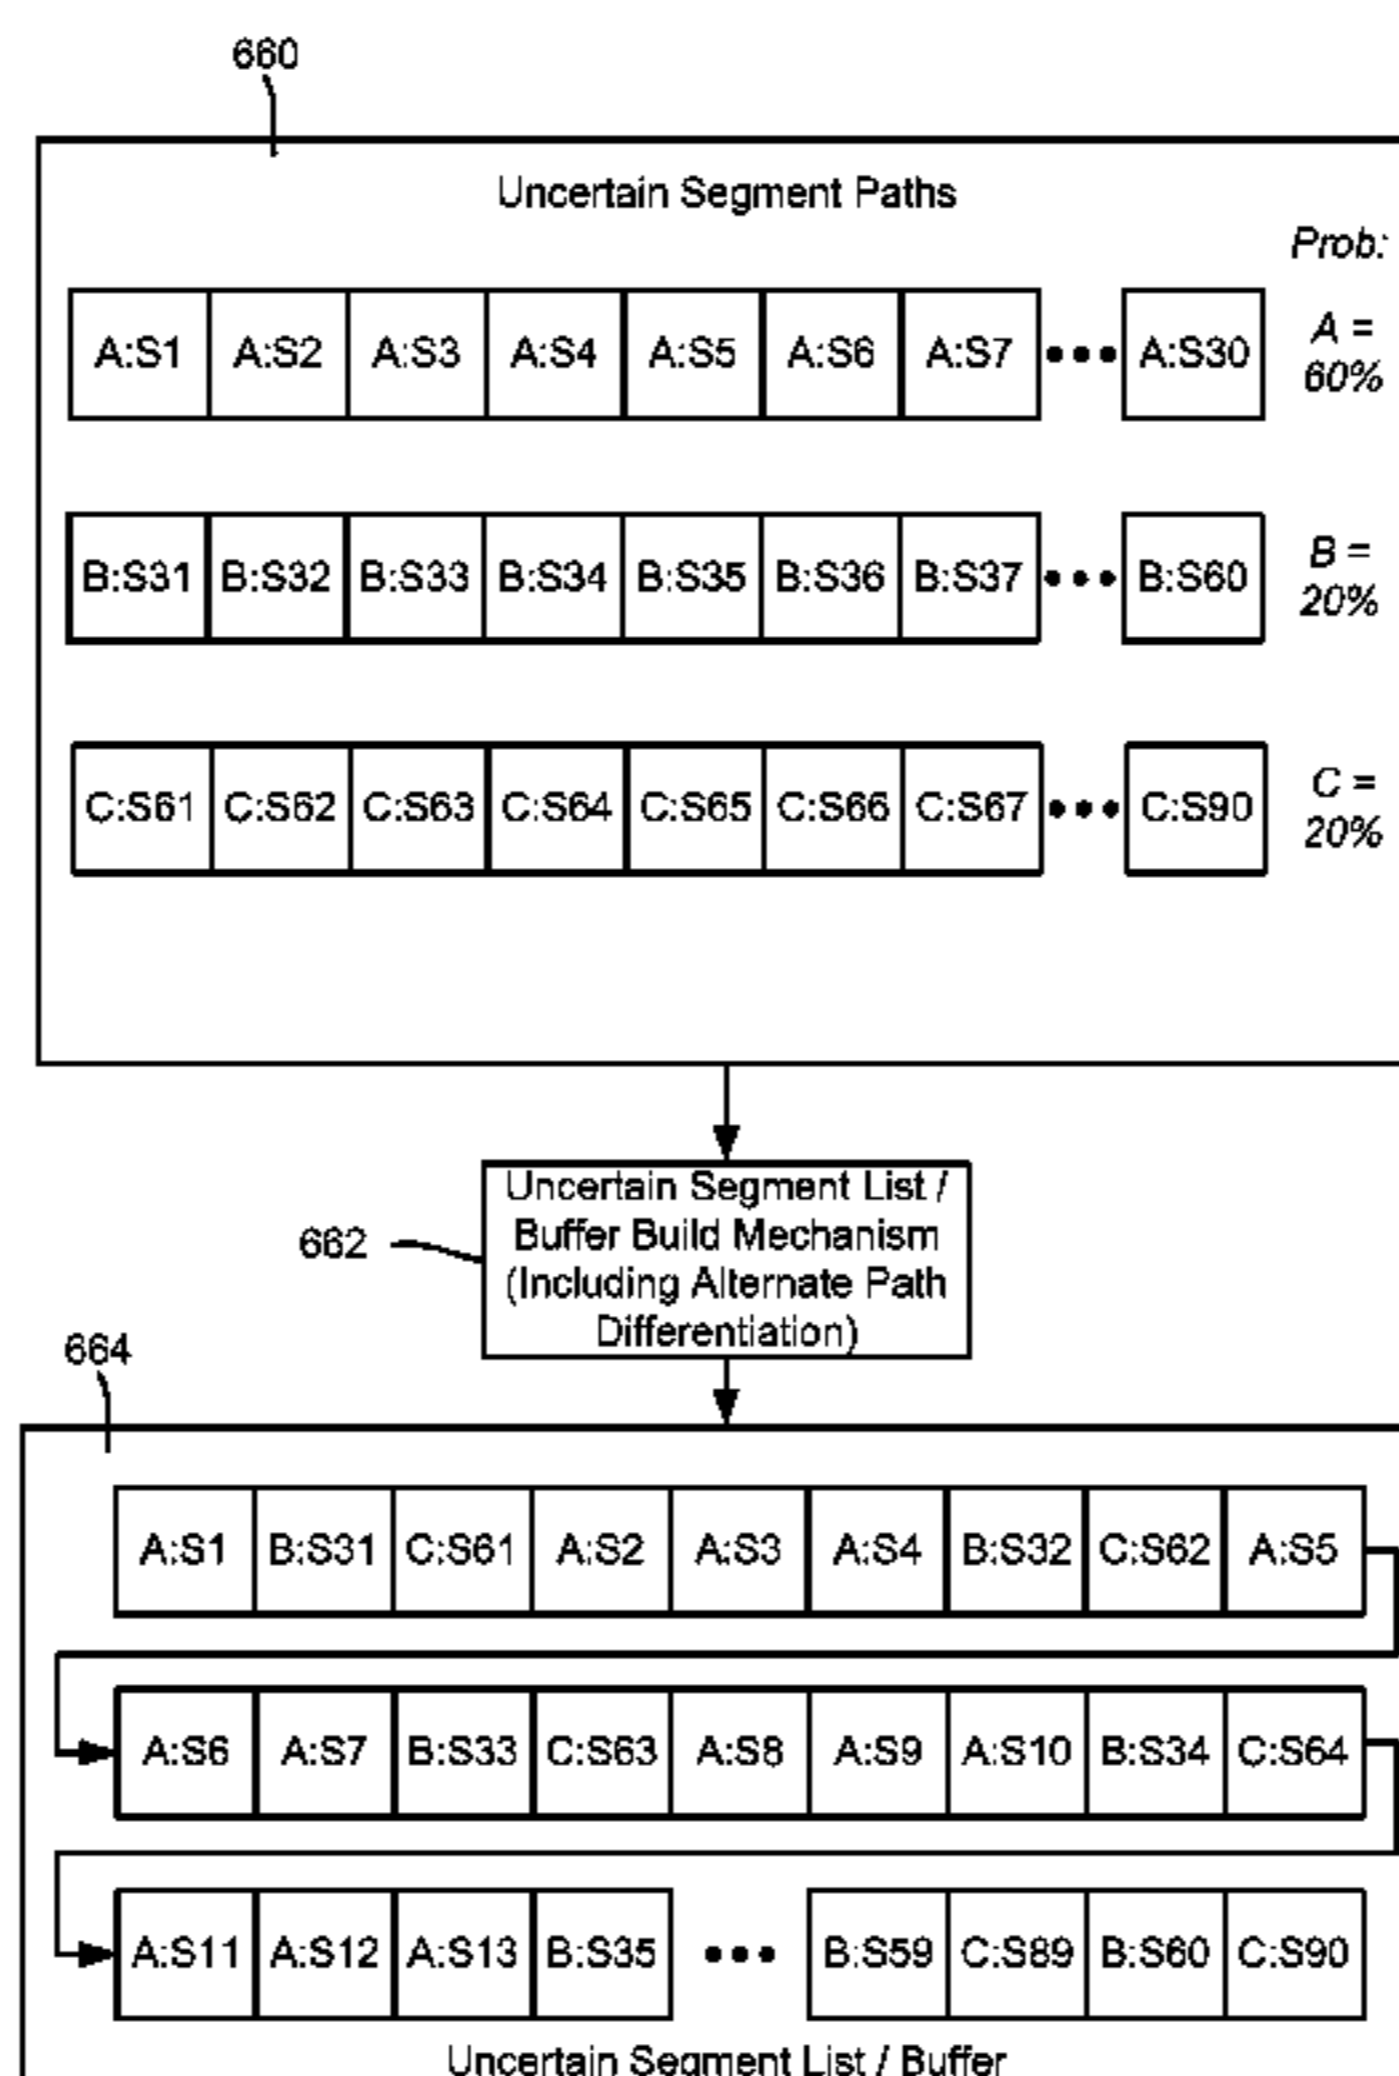 660
Uncertain Segment Paths
Prob:
A:S1 A:S2 A:S3 A:S4 A:S5 A:S6 A:S7 ••• A:S30
A =
60%
B:S31 B:S32 B:S33 B:S34 B:S35 B:S36 B:S37 ••• B:S60
B =
20%
C:S61 C:S62 C:S63 C:S64 C:S65 C:S66 C:S67 ••• C:S90
C =
20%
Uncertain Segment List /
Buffer Build Mechanism
(Including Alternate Path
Differentiation)
662
664
A:S1 B:S31 C:S61 A:S2 A:S3 A:S4 B:S32 C:S62 A:S5
A:S6 A:S7 B:S33 C:S63 A:S8 A:S9 A:S10 B:S34 C:S64
A:S11 A:S12 A:S13 B:S35 ••• B:S59 C:S89 B:S60 C:S90
Uncertain Segment List / Buffer